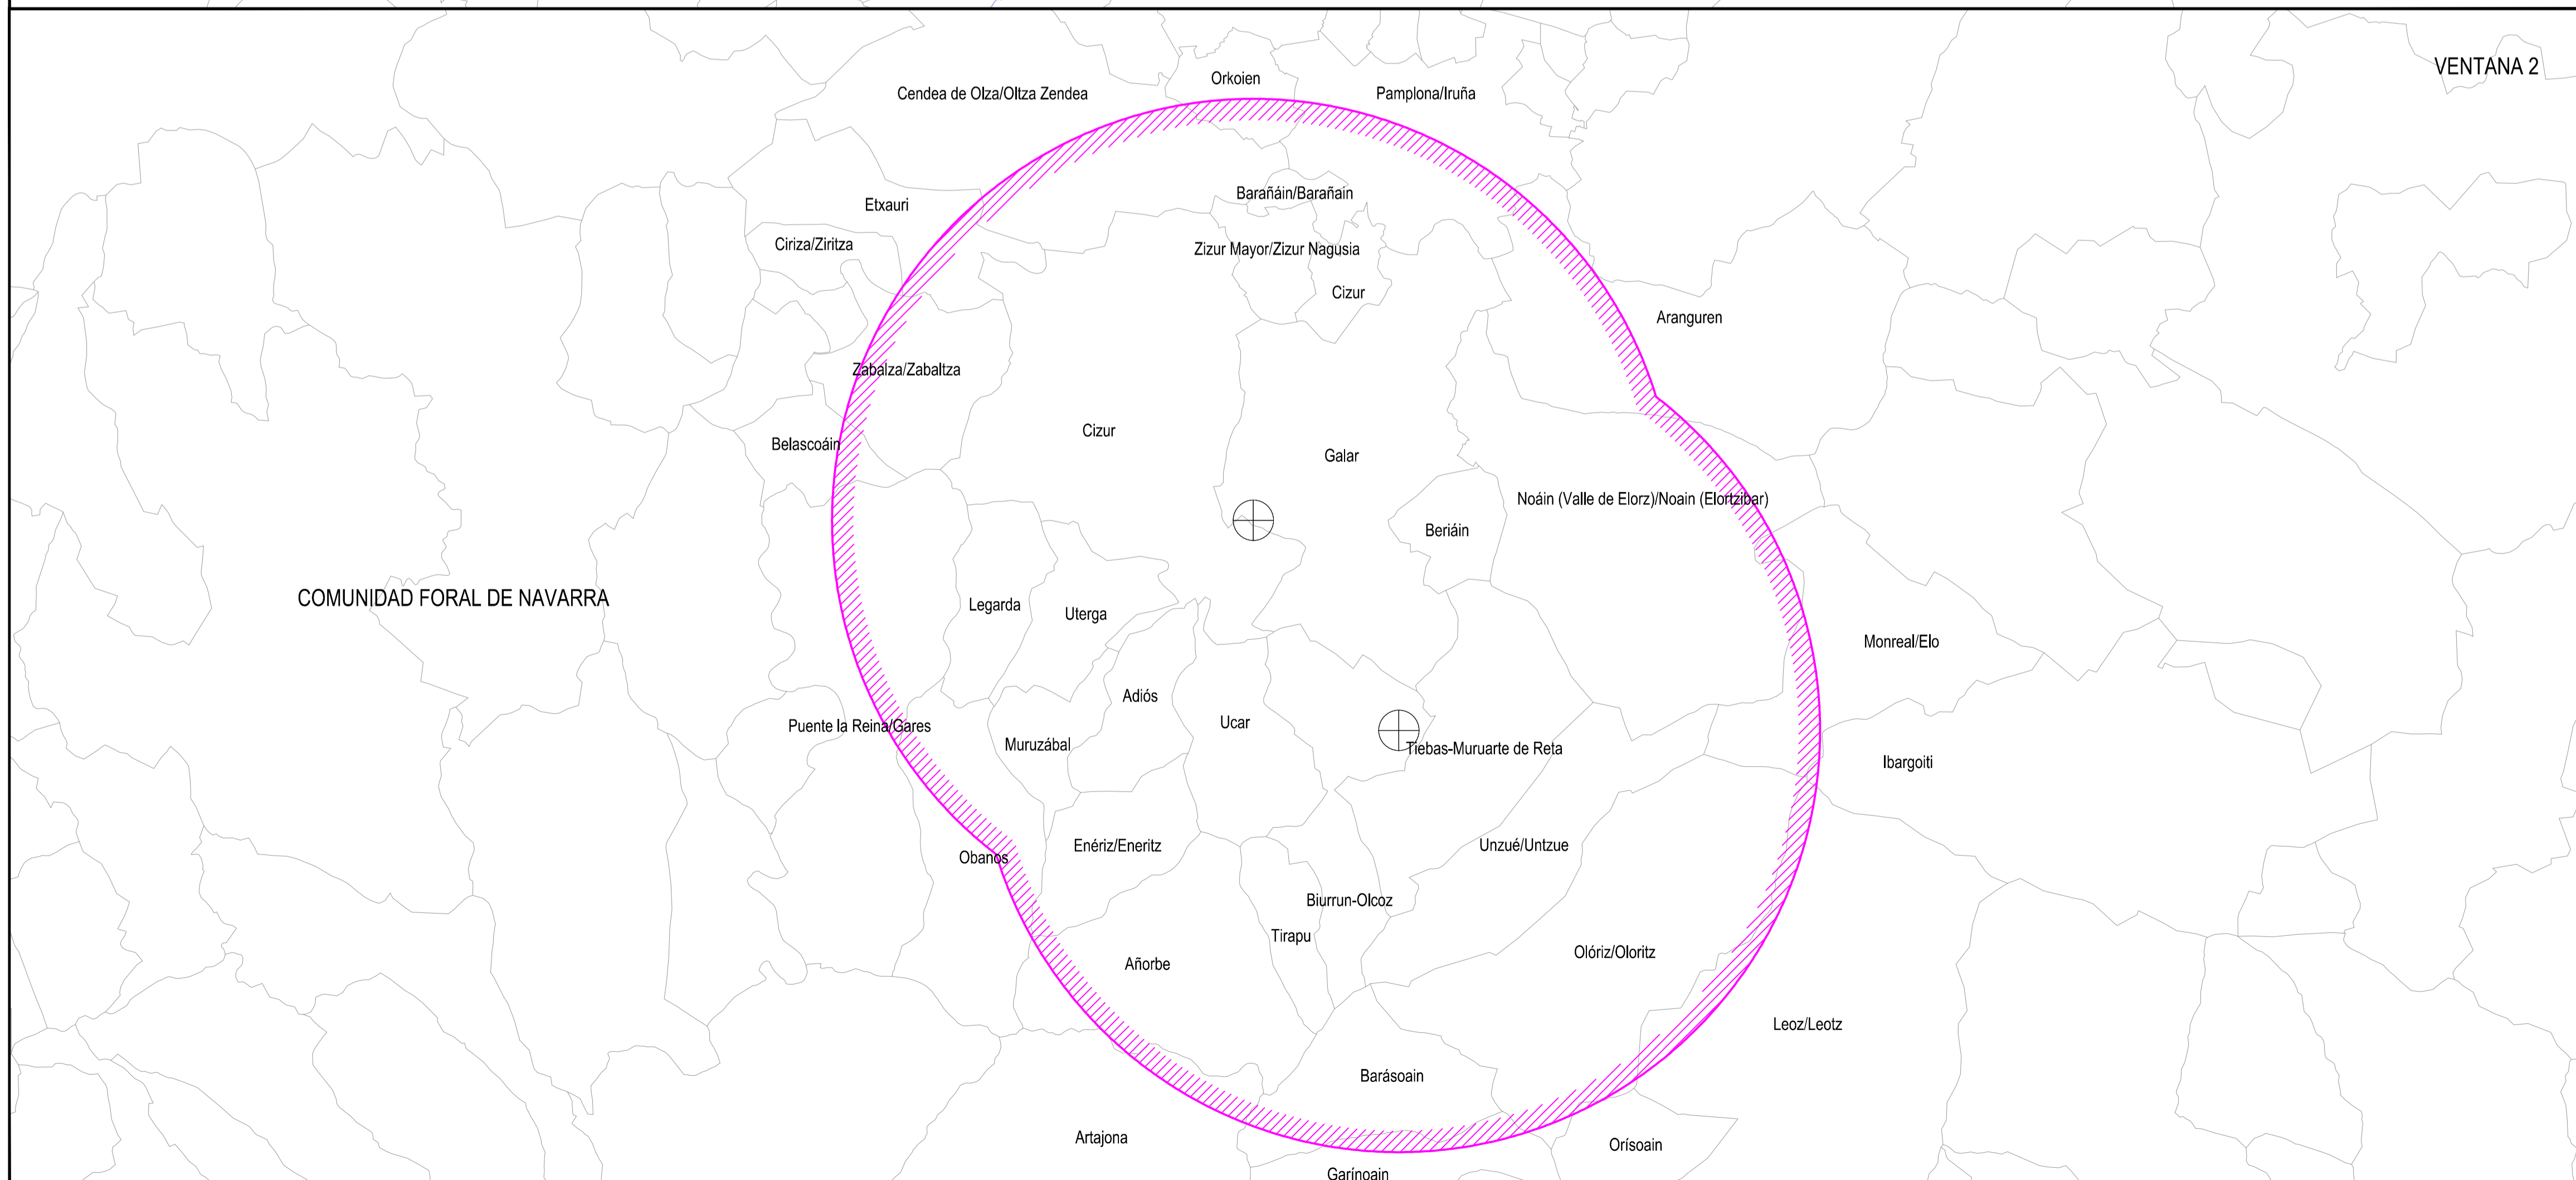 VENTANA 2
Orkoien
Cendea de Olza/Oltza Zendea
Pamplona/Iruña
Barañáin/Barañain
Etxauri
Ciriza/Ziritza
Zizur Mayor/Zizur Nagusia
Cizur
Aranguren
Zabalza/Zabaltza
Cizur
Belascoáin
Galar
Noáin (Valle de Elorz)/Noain (Elortzibar)
Beriáin
COMUNIDAD FORAL DE NAVARRA
Legarda
Uterga
Monreal/Elo
Adiós
Ucar
Puente la Reina/Gares
Muruzábal
Tiebas-Muruarte de Reta
Ibargoiti
Enériz/Eneritz
Unzué/Untzue
Obanos
Biurrun-Olcoz
Tirapu
Olóriz/Oloritz
Añorbe
Leoz/Leotz
Barásoain
Artajona
Orísoain
Garínoain